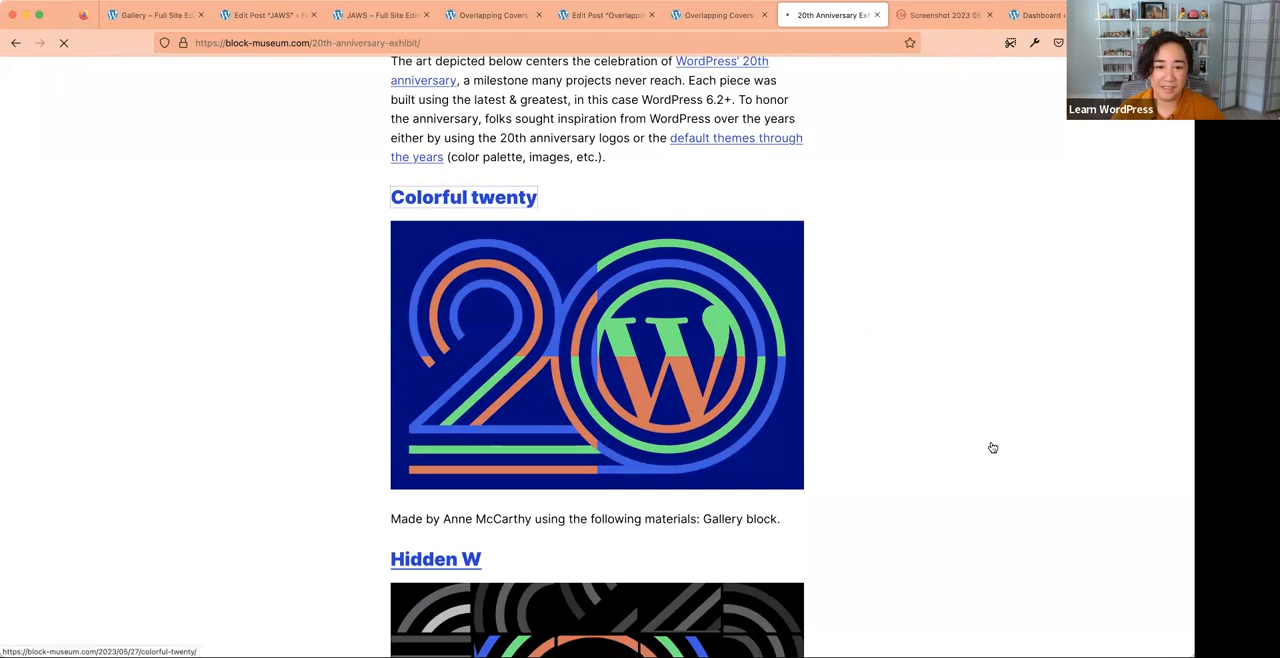 Gallery – Full Site Edi
Edit Post “JAWS” ‹ F
JAWS – Full Site Edit
Overlapping Covers
Edit Post “Overlappi
Overlapping Covers
20th Anniversary Exh
Screenshot 2023 05
Dashboard ‹
https://block-museum.com/20th-anniversary-exhibit/
Learn WordPress
The art depicted below centers the celebration of WordPress’ 20th
anniversary, a milestone many projects never reach. Each piece was
built using the latest & greatest, in this case WordPress 6.2+. To honor
the anniversary, folks sought inspiration from WordPress over the years
either by using the 20th anniversary logos or the default themes through
the years (color palette, images, etc.).
Colorful twenty
20
W
Made by Anne McCarthy using the following materials: Gallery block.
Hidden W
https://block-museum.com/2023/05/27/colorful-twenty/